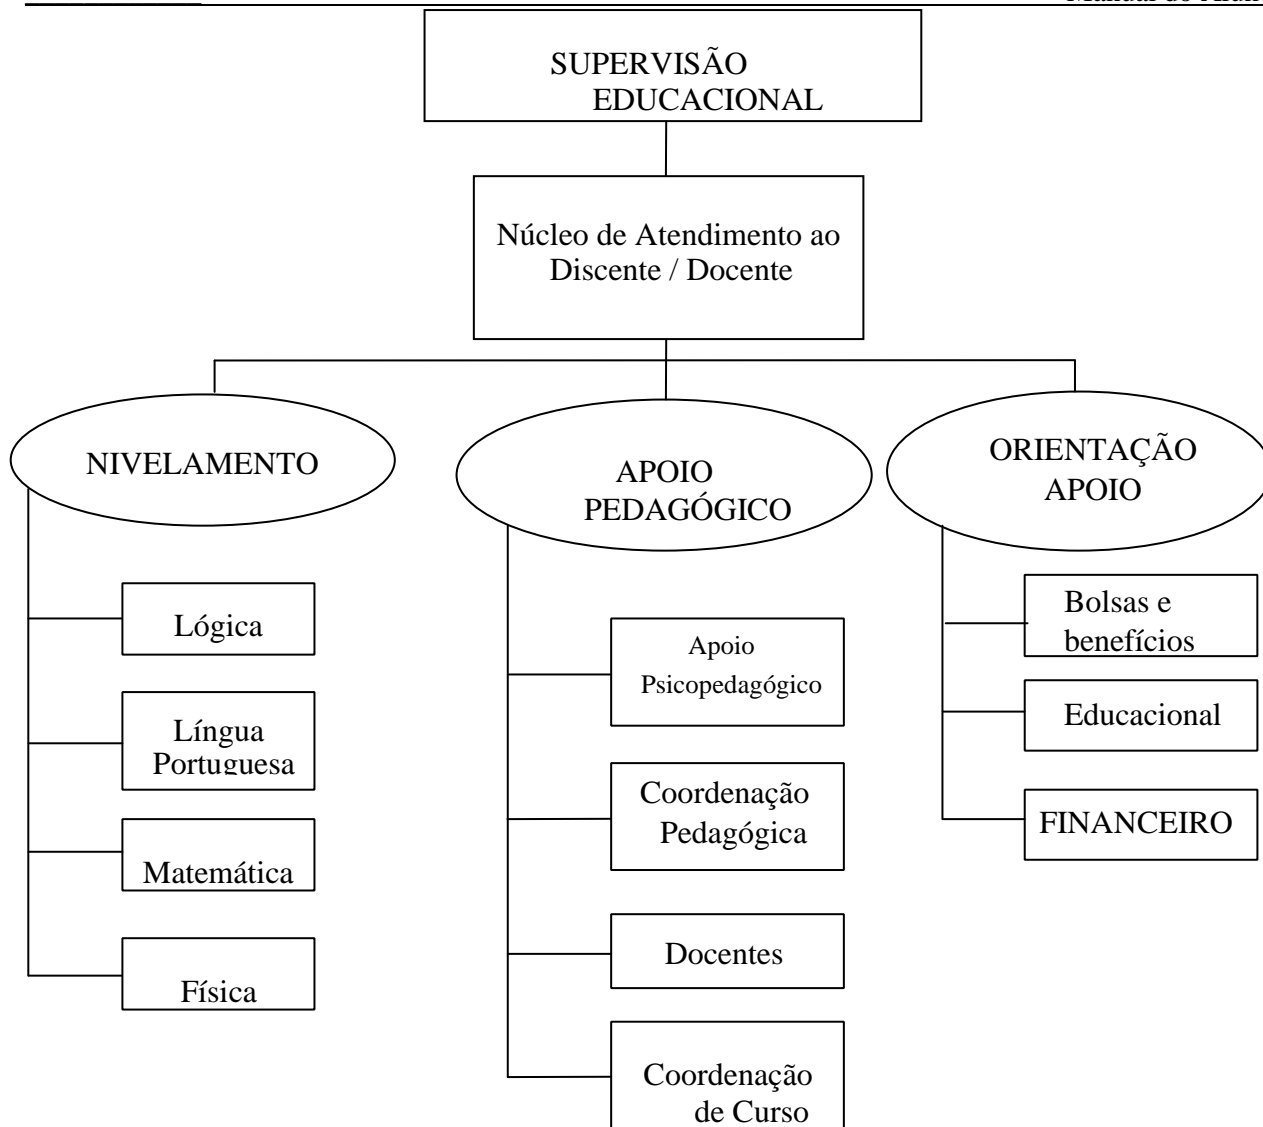 SUPERVISÃO
EDUCACIONAL
Núcleo de Atendimento ao
Discente / Docente
NIVELAMENTO
Lógica
Língua
Portuguesa
Matemática
Física
APOIO
PEDAGÓGICO
Apoio
Psicopedagógico
Coordenação
Pedagógica
Docentes
Coordenação
de Curso
ORIENTAÇÃO
APOIO
Bolsas e
benefícios
Educacional
FINANCEIRO